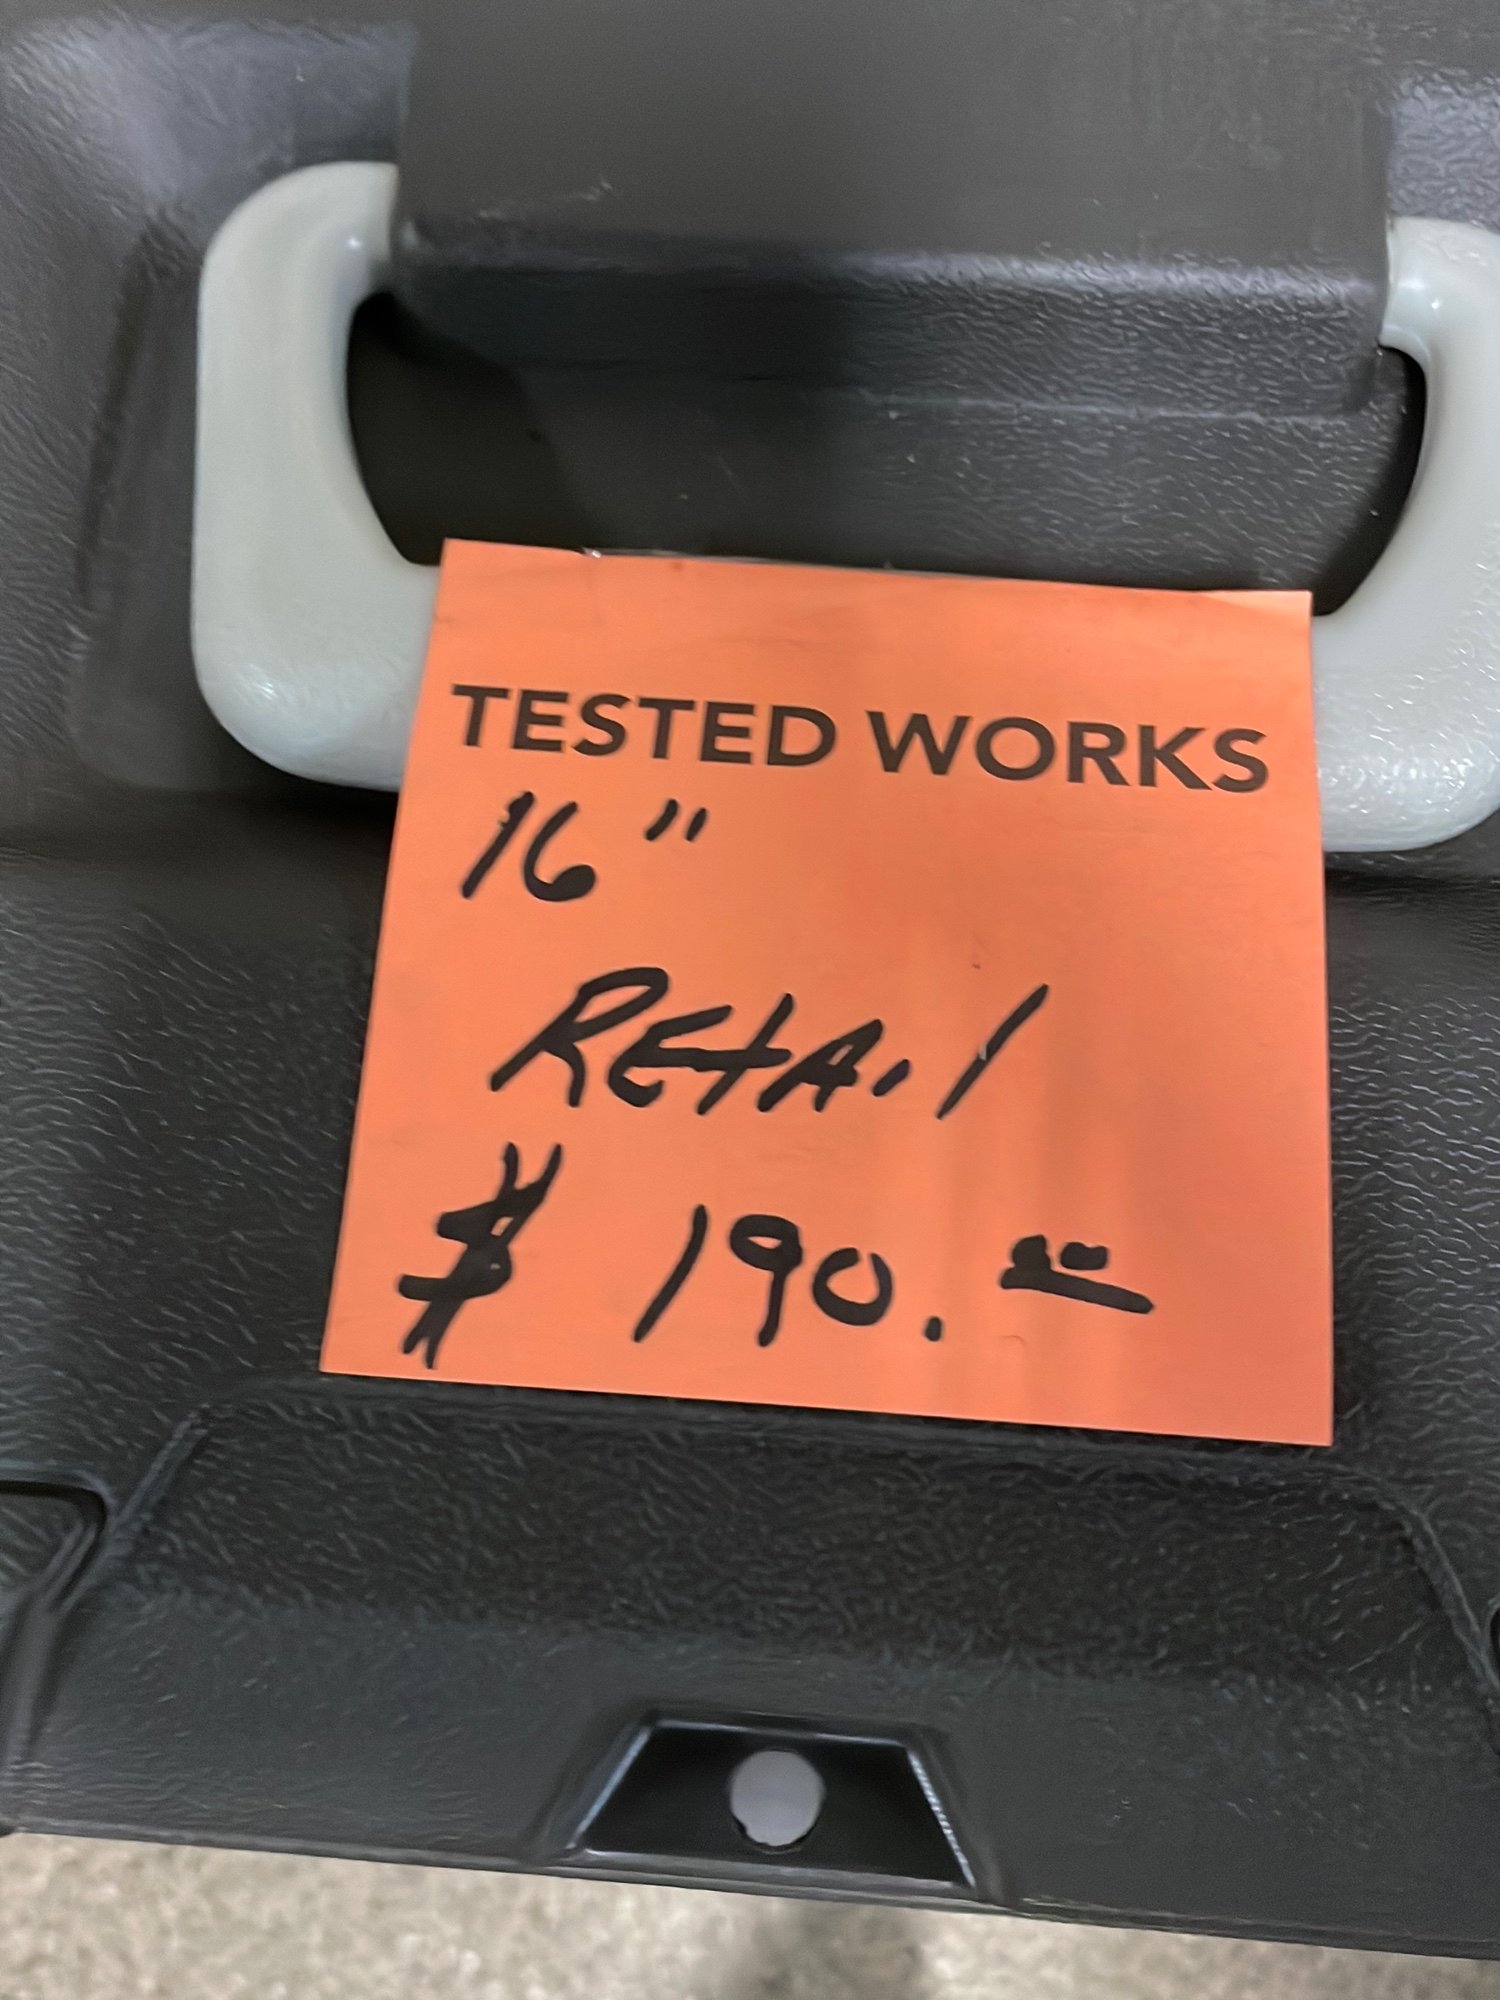 TESTED WORKS
16"
RETAIL
$ 190.00